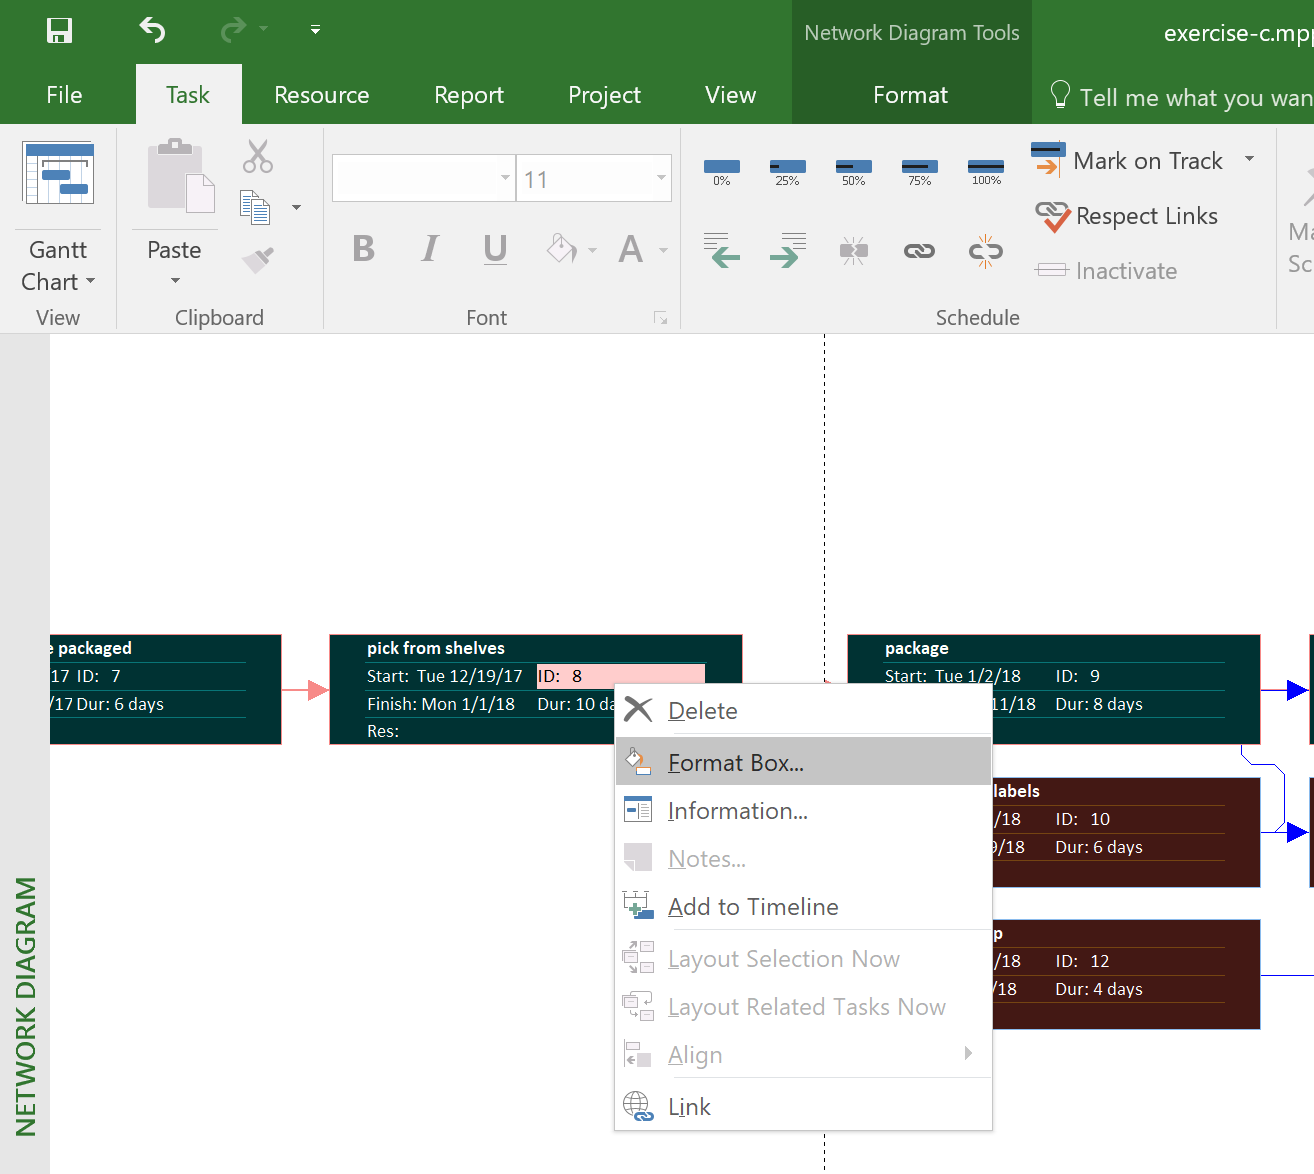 Network Diagram Tools
exercise-c.mpp
File
Task
Resource
Report
Project
View
Format
Tell me what you wan
Gantt
Chart
View
Paste
Clipboard
11
B I U A
Font
0% 25% 50% 75% 100%
Mark on Track
Respect Links
Inactivate
Schedule
Ma
Sc
NETWORK DIAGRAM
e packaged
17 ID: 7
/17 Dur: 6 days
pick from shelves
Start: Tue 12/19/17 ID: 8
Finish: Mon 1/1/18 Dur: 10 da
Res:
package
Start: Tue 1/2/18 ID: 9
11/18 Dur: 8 days
labels
/18 ID: 10
9/18 Dur: 6 days
p
/18 ID: 12
/18 Dur: 4 days
Delete
Format Box...
Information...
Notes...
Add to Timeline
Layout Selection Now
Layout Related Tasks Now
Align
Link